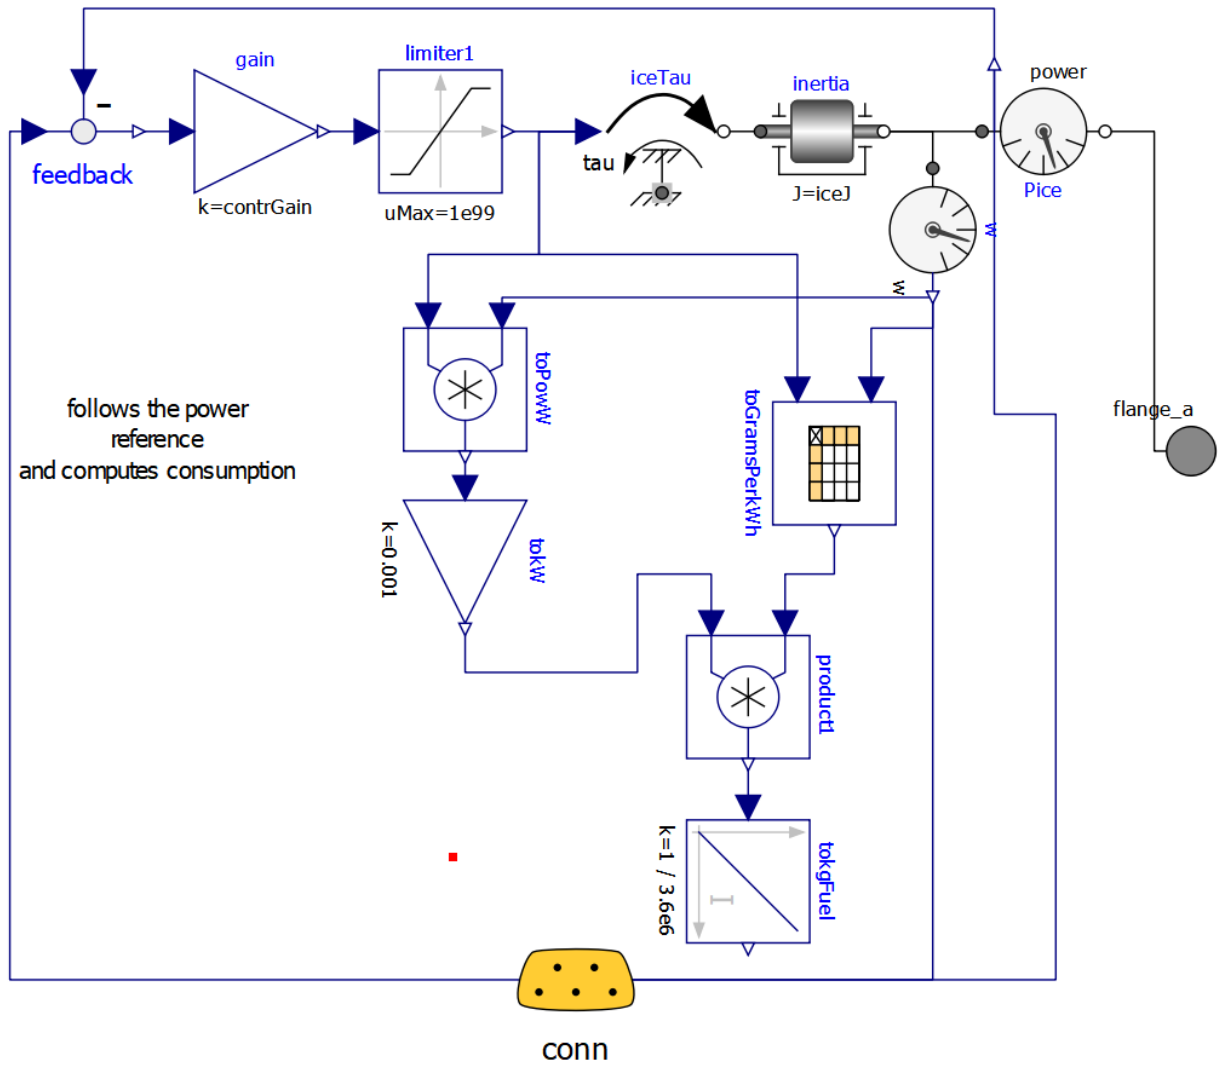 gain
limiter1
iceTau
inertia
power
feedback
k=contrGain
uMax=1e99
tau
J=iceJ
Pice
w
w
follows the power
reference
and computes consumption
toPowW
toGramsPerkWh
flange_a
k=0.001
tokW
product1
k=1 / 3.6e6
I
tokgFuel
conn